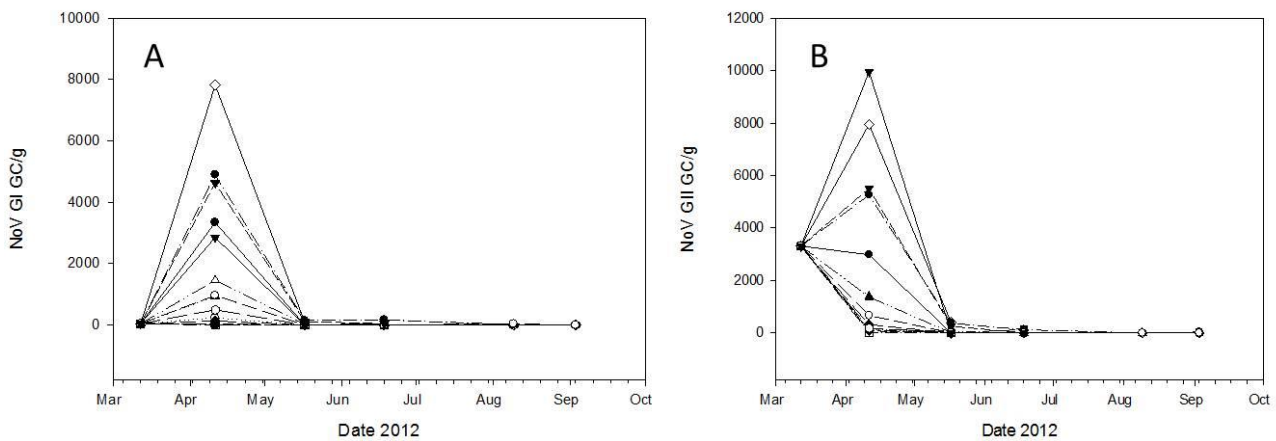 10000
8000
6000
4000
2000
0
NoV GI GC/g
A
Mar Apr May Jun Jul Aug Sep Oct
Date 2012
12000
10000
8000
6000
4000
2000
0
NoV GII GC/g
B
Mar Apr May Jun Jul Aug Sep Oct
Date 2012